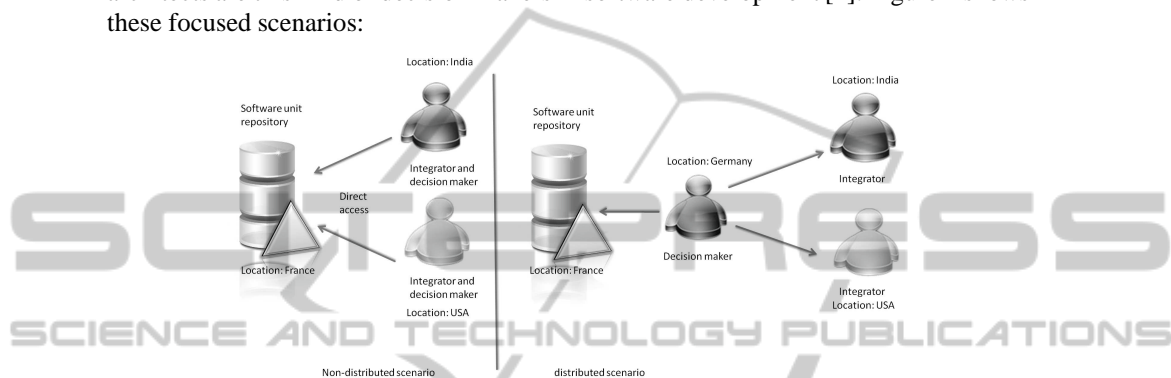 these focused scenarios:
Location: India
Software unit
repository
Integrator and
decision maker
Direct
access
Integrator and
decision maker
Location: USA
Location: France
Non-distributed scenario
Software unit
repository
Location: France
Location: Germany
Decision maker
Location: India
Integrator
Integrator
Location: USA
distributed scenario
SCITEPRESS
SCIENCE AND TECHNOLOGY PUBLICATIONS